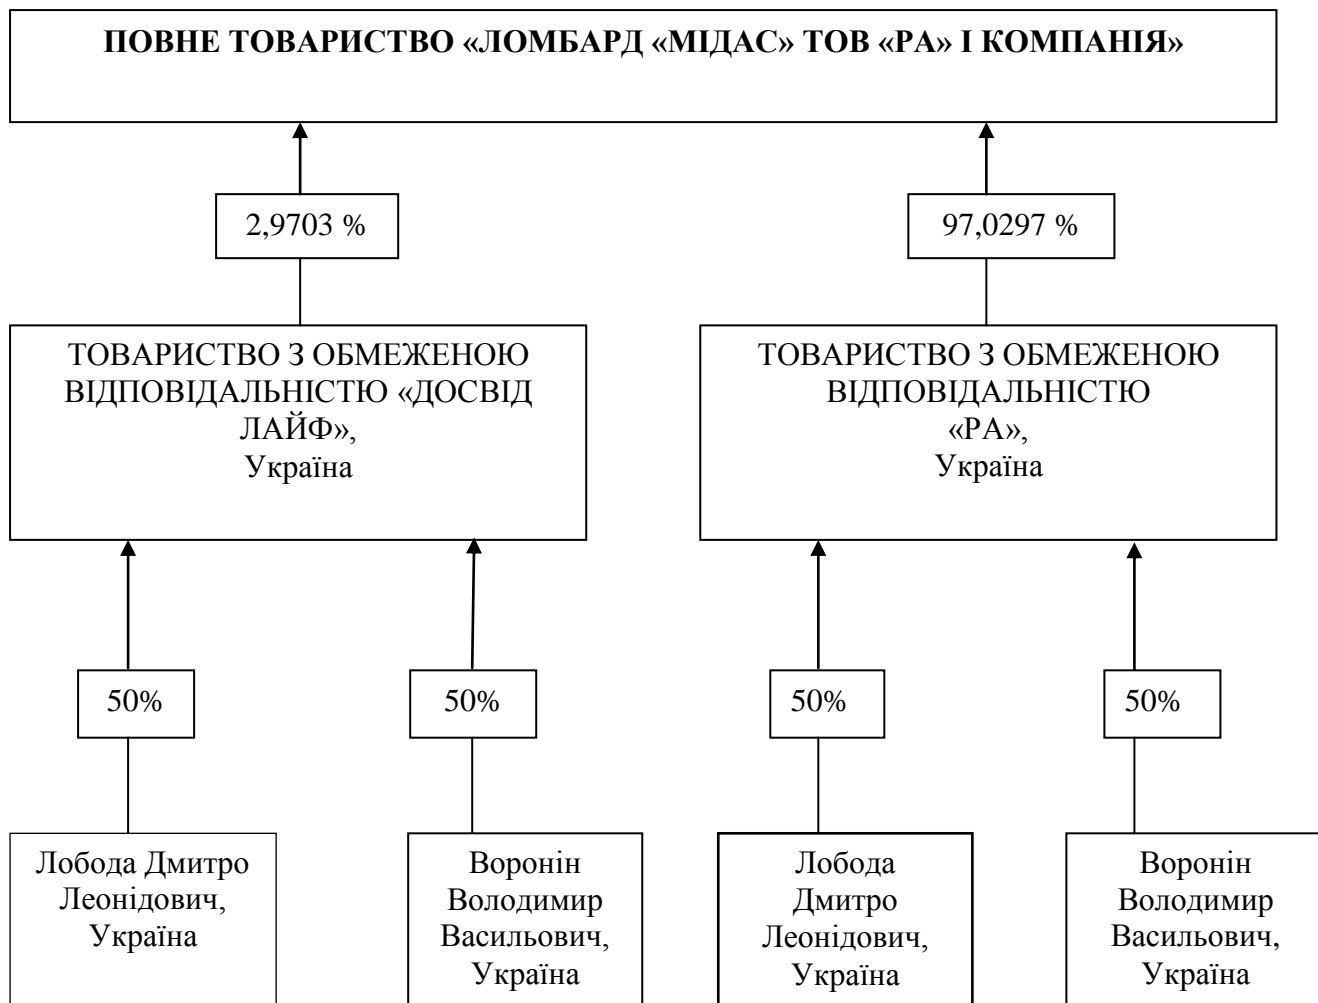 ПОВНЕ ТОВАРИСТВО «ЛОМБАРД «МІДАС» ТОВ «РА» І КОМПАНІЯ»
2,9703 %
97,0297 %
ТОВАРИСТВО З ОБМЕЖЕНОЮ
ВІДПОВІДАЛЬНІСТЮ «ДОСВІД
ЛАЙФ»,
Україна
ТОВАРИСТВО З ОБМЕЖЕНОЮ
ВІДПОВІДАЛЬНІСТЮ
«РА»,
Україна
50%
50%
50%
50%
Лобода Дмитро
Леонідович,
Україна
Воронін
Володимир
Васильович,
Україна
Лобода
Дмитро
Леонідович,
Україна
Воронін
Володимир
Васильович,
Україна